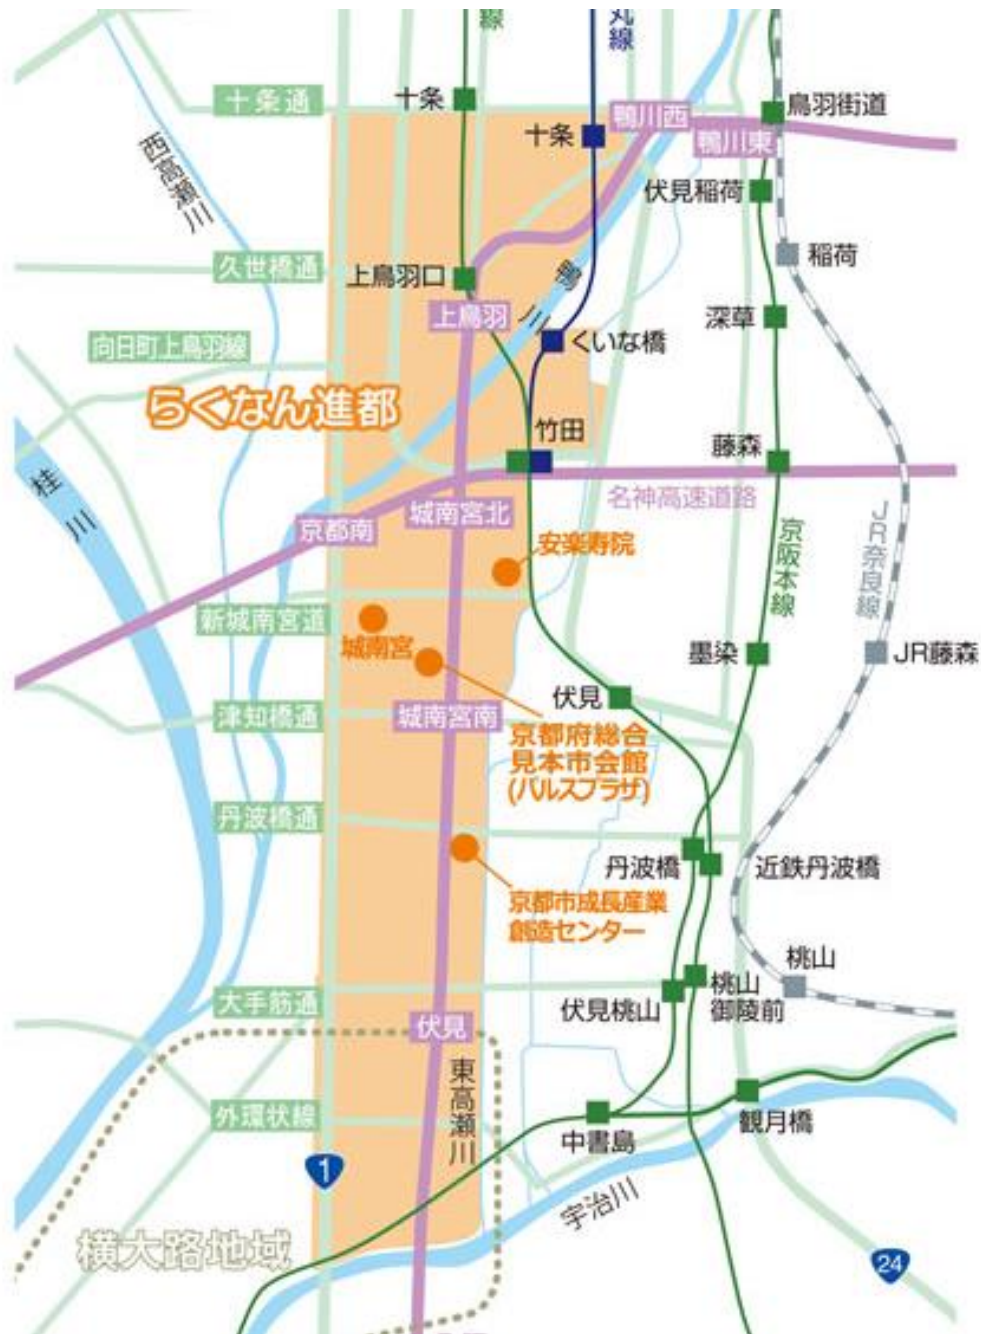 線
丸線
十条通
十条
十条
鴨川西
鴨川東
鳥羽街道
西高瀬川
伏見稲荷
稲荷
久世橋通
上鳥羽口
鴨川
上鳥羽
深草
くいな橋
向日町上鳥羽線
らくなん進都
竹田
藤森
桂川
名神高速道路
城南宮北
京都南
安楽寿院
京阪本線
JR奈良線
新城南宮道
城南宮
墨染
JR藤森
伏見
津知橋通
城南宮南
京都府総合
見本市会館
(パルスプラザ)
丹波橋通
丹波橋
近鉄丹波橋
京都市成長産業
創造センター
桃山
大手筋通
伏見桃山
桃山
御陵前
伏見
東高瀬川
外環状線
中書島
観月橋
1
宇治川
横大路地域
24